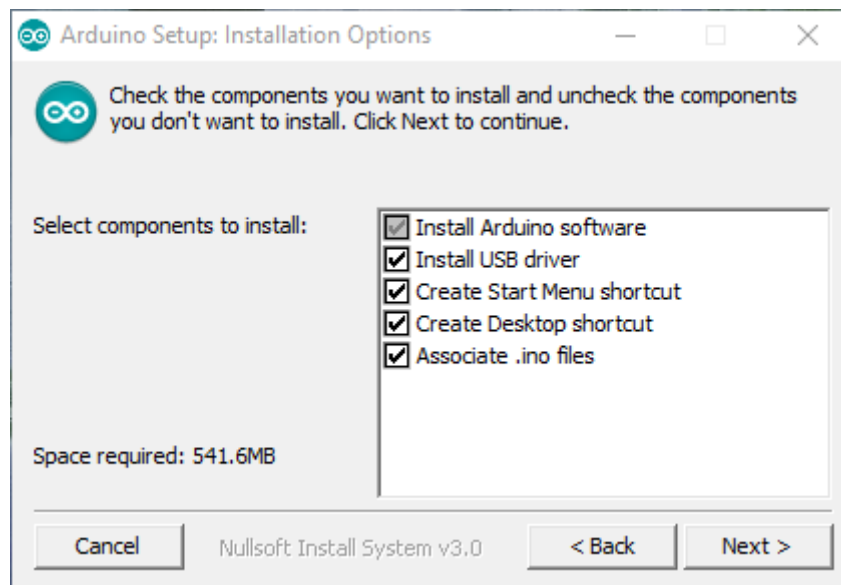 Arduino Setup: Installation Options
Check the components you want to install and uncheck the components
you don't want to install. Click Next to continue.
Select components to install:
Install Arduino software
Install USB driver
Create Start Menu shortcut
Create Desktop shortcut
Associate .ino files
Space required: 541.6MB
Cancel
Nullsoft Install System v3.0
< Back
Next >